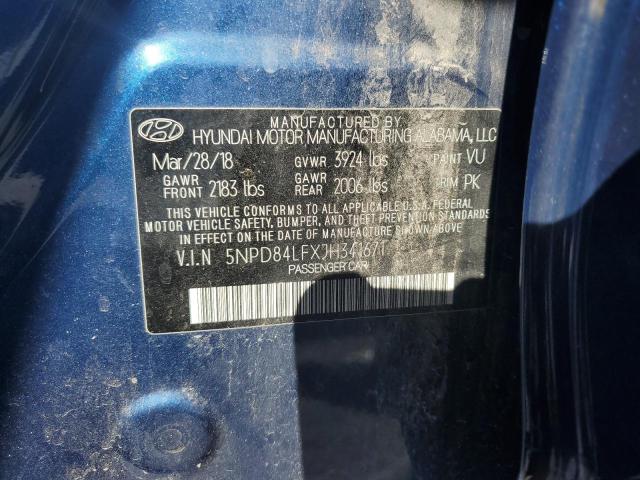 MANUFACTURED BY
HYUNDAI MOTOR MANUFACTURING ALABAMA, LLC
Mar/28/18 GVWR 3924 lbs PAINT VU
GAWR FRONT 2183 lbs GAWR REAR 2006 lbs TRIM PK
THIS VEHICLE CONFORMS TO ALL APPLICABLE U.S.A. FEDERAL
MOTOR VEHICLE SAFETY, BUMPER, AND THEFT PREVENTION STANDARDS
IN EFFECT ON THE DATE OF MANUFACTURE SHOWN ABOVE
V.I.N 5NPD84LFXJH341671
PASSENGER CAR